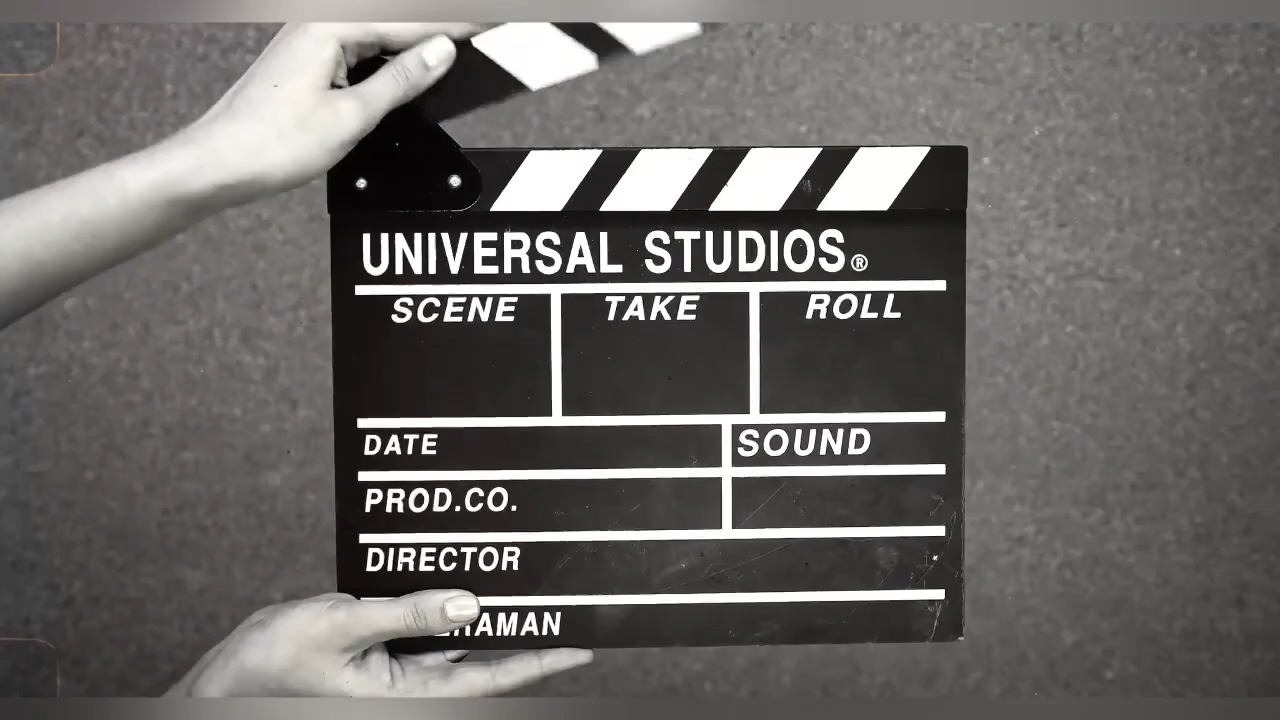 UNIVERSAL STUDIOS®
SCENE TAKE ROLL
DATE SOUND
PROD.CO.
DIRECTOR